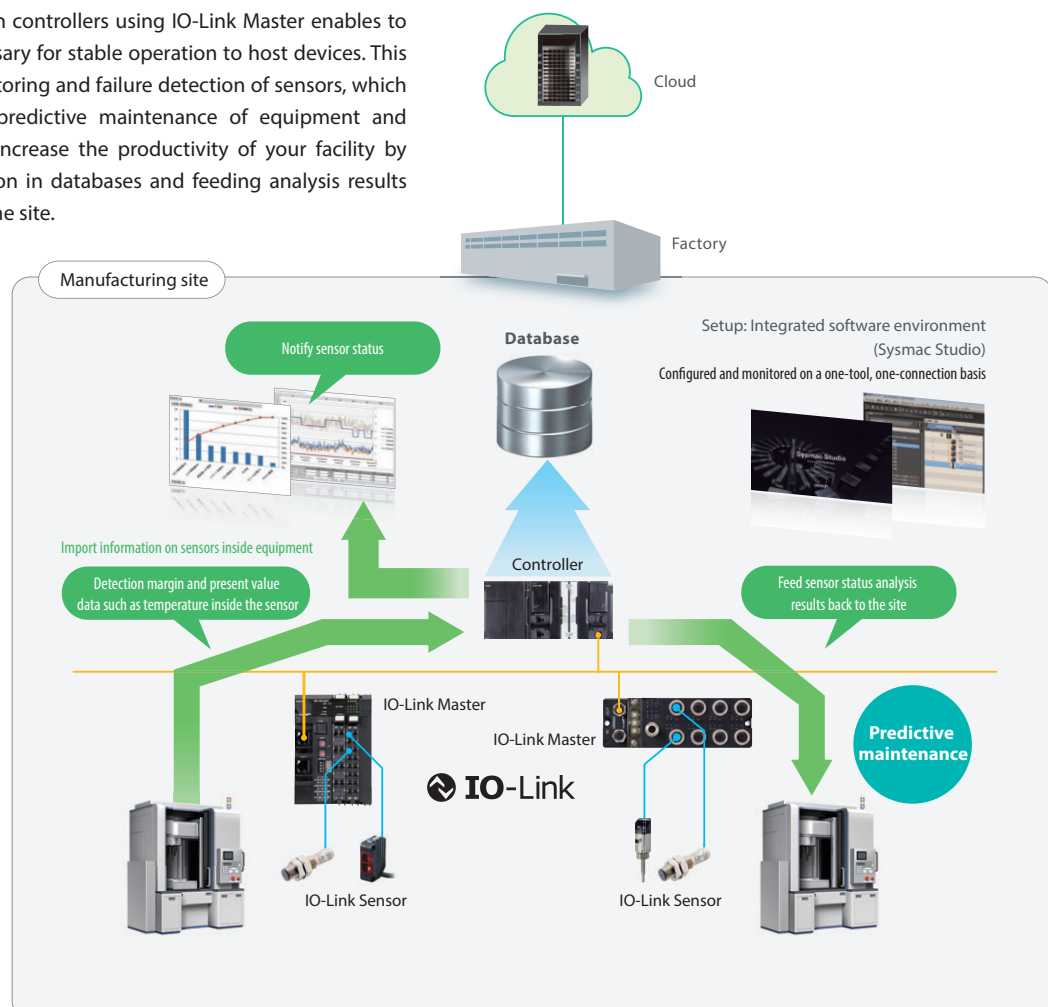 n controllers using IO-Link Master enables to
sary for stable operation to host devices. This
toring and failure detection of sensors, which
predictive maintenance of equipment and
ncrease the productivity of your facility by
on in databases and feeding analysis results
ne site.
Cloud
Factory
Manufacturing site
Notify sensor status
Database
Setup: Integrated software environment
(Sysmac Studio)
Configured and monitored on a one-tool, one-connection basis
Sysmac Studio
Import information on sensors inside equipment
Detection margin and present value
data such as temperature inside the sensor
Controller
Feed sensor status analysis
results back to the site
IO-Link Master
IO-Link Master
Predictive
maintenance
IO-Link
IO-Link Sensor
IO-Link Sensor